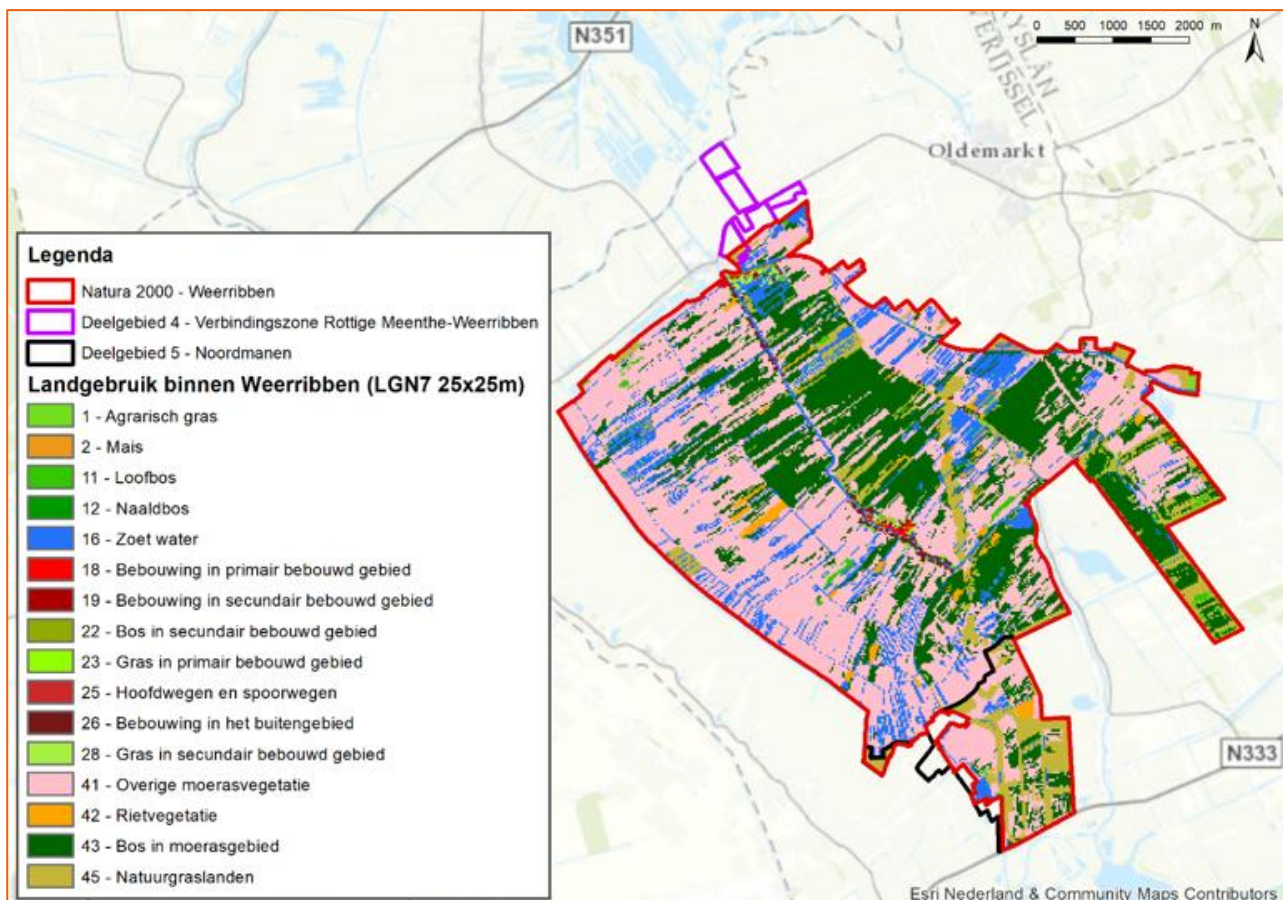 N351
0 500 1000 1500 2000 m
N
FRYSLÂN
OVERIJSSEL
Oldemarkt
Legenda
Natura 2000 - Weerribben
Deelgebied 4 - Verbindingszone Rottige Meenthe-Weerribben
Deelgebied 5 - Noordmanen
Landgebruik binnen Weerribben (LGN7 25x25m)
1 - Agrarisch gras
2 - Mais
11 - Loofbos
12 - Naaldbos
16 - Zoet water
18 - Bebouwing in primair bebouwd gebied
19 - Bebouwing in secundair bebouwd gebied
22 - Bos in secundair bebouwd gebied
23 - Gras in primair bebouwd gebied
25 - Hoofdwegen en spoorwegen
26 - Bebouwing in het buitengebied
28 - Gras in secundair bebouwd gebied
41 - Overige moerasvegetatie
42 - Rietvegetatie
43 - Bos in moerasgebied
45 - Natuurgraslanden
N333
Esri Nederland & Community Maps Contributors